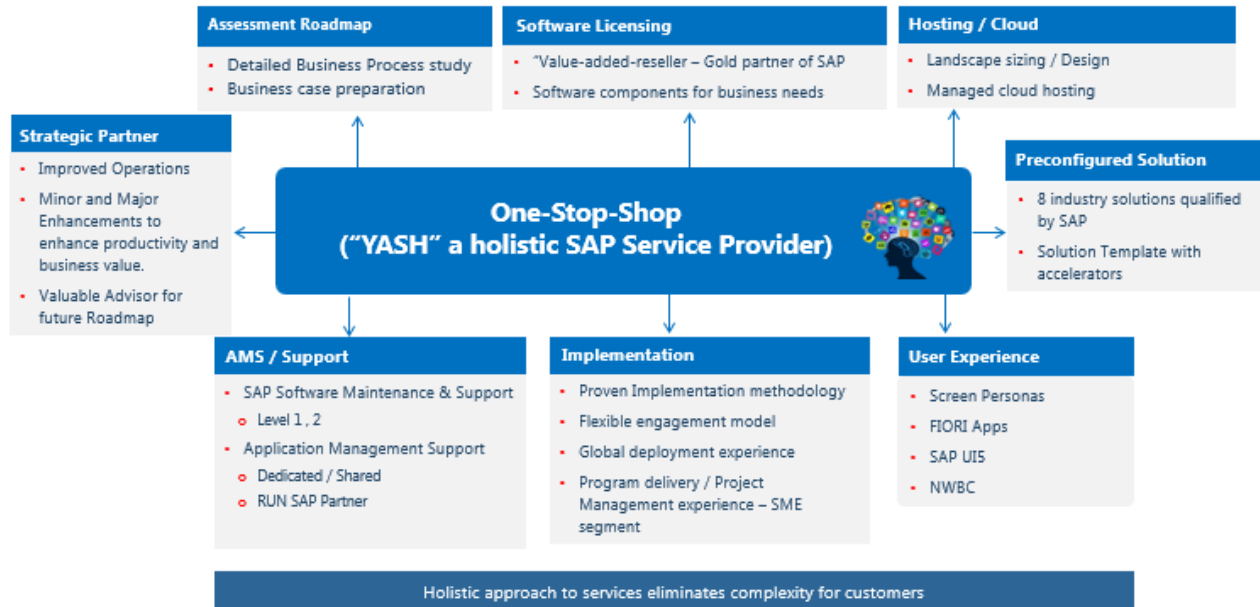 Assessment Roadmap
Detailed Business Process study
Business case preparation
Software Licensing
"Value-added-reseller – Gold partner of SAP
Software components for business needs
Hosting / Cloud
Landscape sizing / Design
Managed cloud hosting
Strategic Partner
Improved Operations
Minor and Major
Enhancements to
enhance productivity and
business value.
Valuable Advisor for
future Roadmap
One-Stop-Shop
("YASH" a holistic SAP Service Provider)
Preconfigured Solution
8 industry solutions qualified
by SAP
Solution Template with
accelerators
AMS / Support
SAP Software Maintenance & Support
Level 1 , 2
Application Management Support
Dedicated / Shared
RUN SAP Partner
Implementation
Proven Implementation methodology
Flexible engagement model
Global deployment experience
Program delivery / Project
Management experience – SME
segment
User Experience
Screen Personas
FIORI Apps
SAP UI5
NWBC
Holistic approach to services eliminates complexity for customers